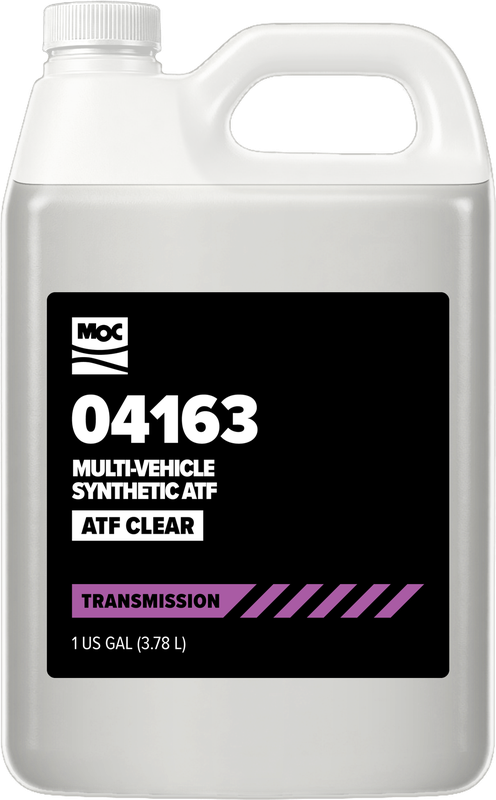 MOC
04163
MULTI-VEHICLE
SYNTHETIC ATF
ATF CLEAR
TRANSMISSION
1 US GAL (3.78 L)